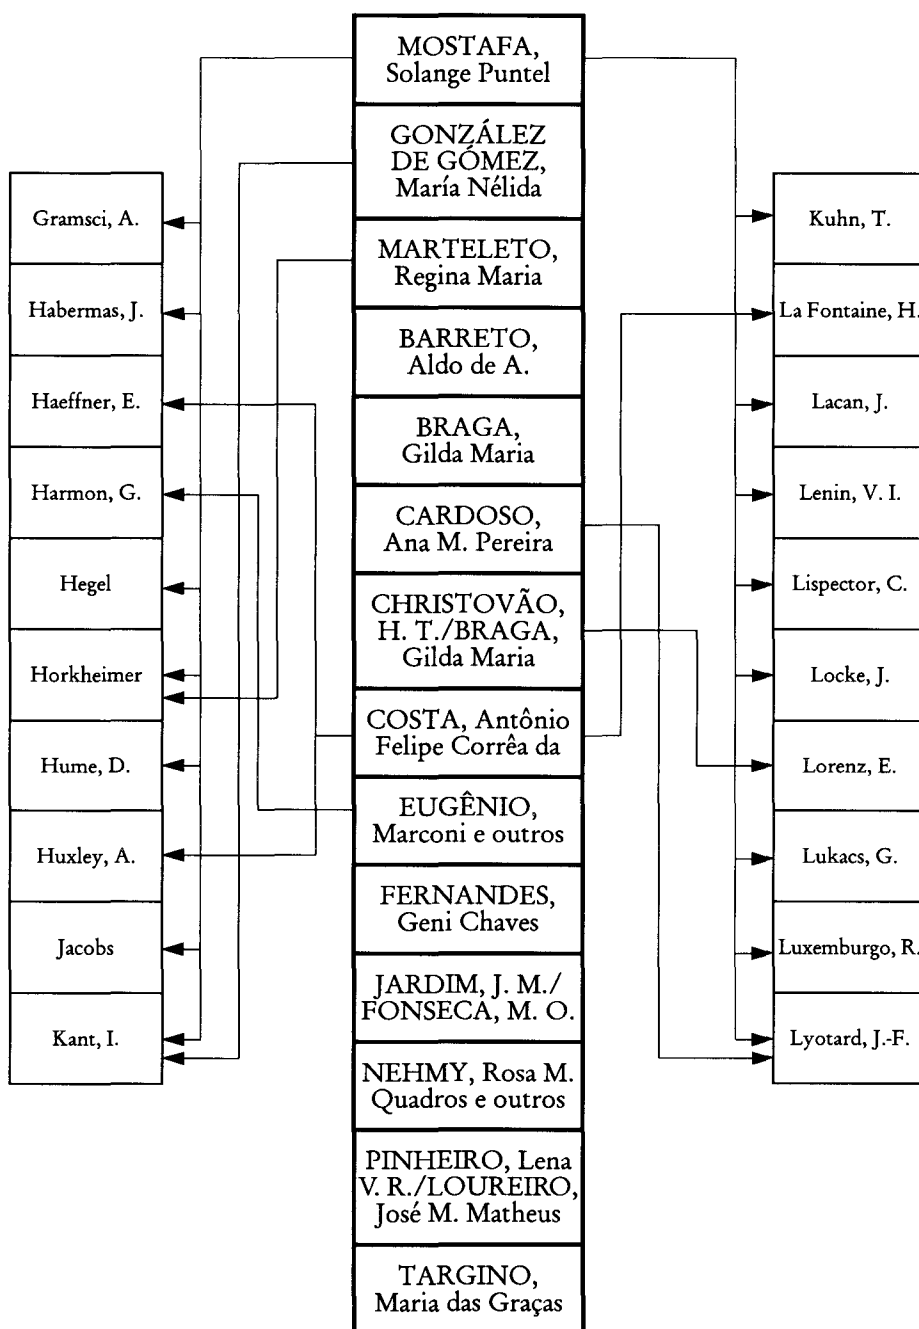 MOSTAFA,
Solange Puntel
GONZÁLEZ
DE GÓMEZ,
María Nélida
MARTELETO,
Regina Maria
BARRETO,
Aldo de A.
BRAGA,
Gilda Maria
CARDOSO,
Ana M. Pereira
CHRISTOVÃO,
H. T./BRAGA,
Gilda Maria
COSTA, Antônio
Felipe Corrêa da
EUGÊNIO,
Marconi e outros
FERNANDES,
Geni Chaves
JARDIM, J. M./
FONSECA, M. O.
NEHMY, Rosa M.
Quadros e outros
PINHEIRO, Lena
V. R./LOUREIRO,
José M. Matheus
TARGINO,
Maria das Graças
Gramsci, A.
Habermas, J.
Haeffner, E.
Harmon, G.
Hegel
Horkheimer
Hume, D.
Huxley, A.
Jacobs
Kant, I.
Kuhn, T.
La Fontaine, H.
Lacan, J.
Lenin, V. I.
Lispector, C.
Locke, J.
Lorenz, E.
Lukacs, G.
Luxemburgo, R.
Lyotard, J.-F.